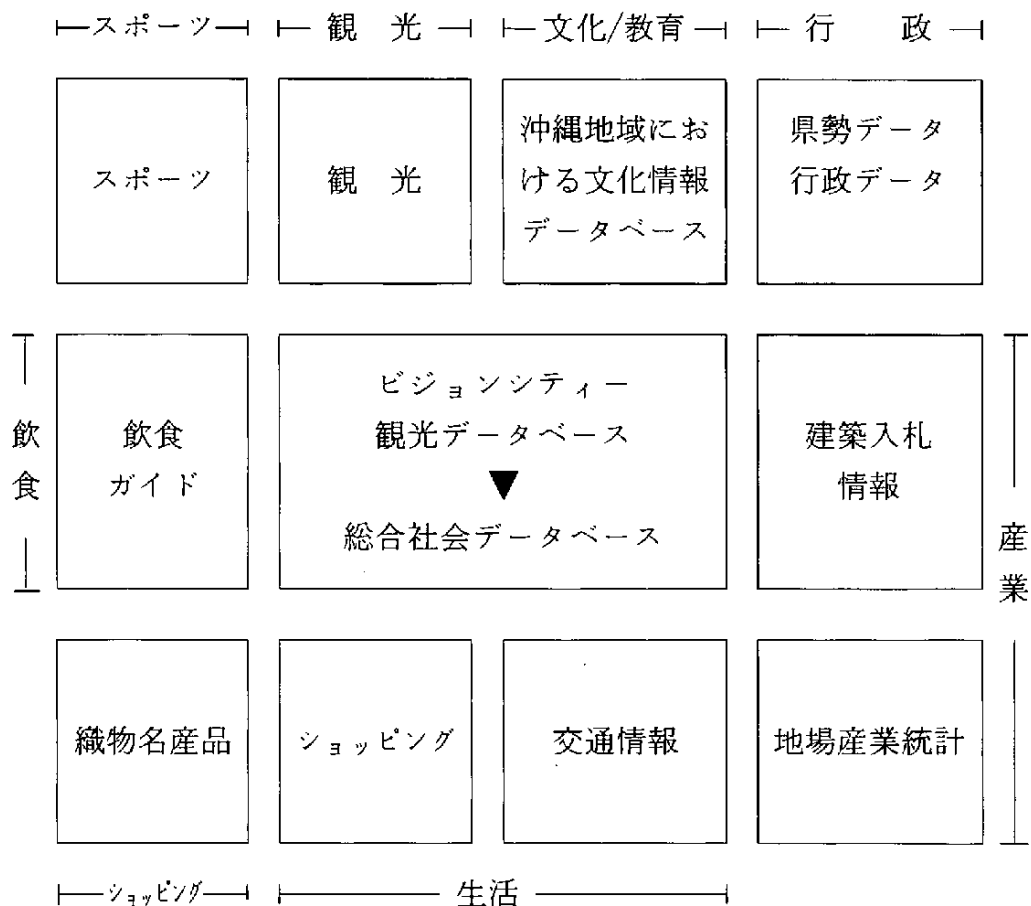 スポーツ
観光
文化/教育
行政
スポーツ
観光
沖縄地域にお
ける文化情報
データベース
県勢データ
行政データ
飲食
飲食
ガイド
ビジョンシティー
観光データベース
▼
総合社会データベース
建築入札
情報
産業
織物名産品
ショッピング
交通情報
地場産業統計
ショッピング
生活